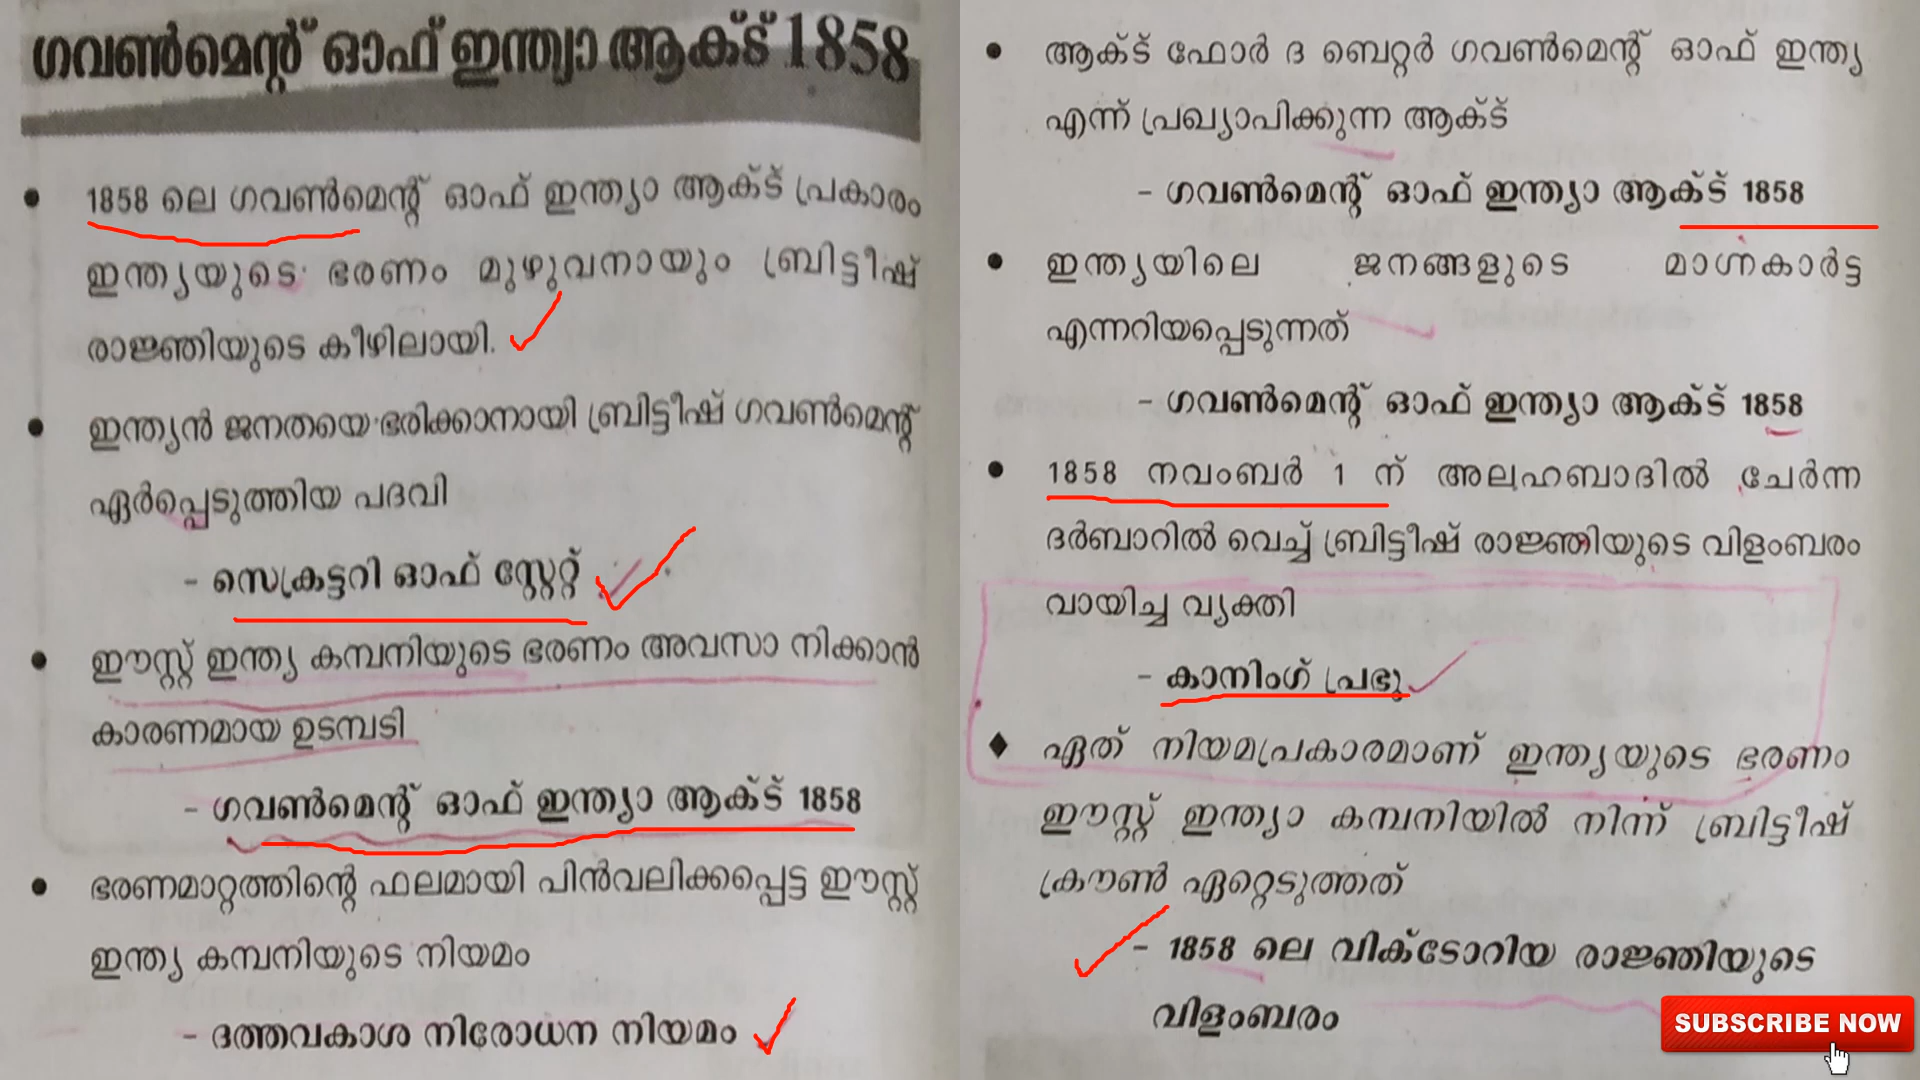 ഗവൺമെന്റ് ഓഫ് ഇന്ത്യാ ആക്ട് 1858
• 1858 ലെ ഗവൺമെന്റ് ഓഫ് ഇന്ത്യാ ആക്ട് പ്രകാരം
ഇന്ത്യയുടെ ഭരണം മുഴുവനായും ബ്രിട്ടീഷ്
രാജ്ഞിയുടെ കീഴിലായി.
• ഇന്ത്യൻ ജനതയെ ഭരിക്കാനായി ബ്രിട്ടീഷ് ഗവൺമെന്റ്
ഏർപ്പെടുത്തിയ പദവി
- സെക്രട്ടറി ഓഫ് സ്റ്റേറ്റ്
• ഈസ്റ്റ് ഇന്ത്യ കമ്പനിയുടെ ഭരണം അവസാ നിക്കാൻ
കാരണമായ ഉടമ്പടി
- ഗവൺമെന്റ് ഓഫ് ഇന്ത്യാ ആക്ട് 1858
• ഭരണമാറ്റത്തിന്റെ ഫലമായി പിൻവലിക്കപ്പെട്ട ഈസ്റ്റ്
ഇന്ത്യ കമ്പനിയുടെ നിയമം
- ദത്തവകാശ നിരോധന നിയമം
• ആക്ട് ഫോർ ദ ബെറ്റർ ഗവൺമെന്റ് ഓഫ് ഇന്ത്യ
എന്ന് പ്രഖ്യാപിക്കുന്ന ആക്ട്
- ഗവൺമെന്റ് ഓഫ് ഇന്ത്യാ ആക്ട് 1858
• ഇന്ത്യയിലെ ജനങ്ങളുടെ മാഗ്നകാർട്ട
എന്നറിയപ്പെടുന്നത്
- ഗവൺമെന്റ് ഓഫ് ഇന്ത്യാ ആക്ട് 1858
• 1858 നവംബർ 1 ന് അലഹബാദിൽ ചേർന്ന
ദർബാറിൽ വെച്ച് ബ്രിട്ടീഷ് രാജ്ഞിയുടെ വിളംബരം
വായിച്ച വ്യക്തി
- കാനിംഗ് പ്രഭു
♦ ഏത് നിയമപ്രകാരമാണ് ഇന്ത്യയുടെ ഭരണം
ഈസ്റ്റ് ഇന്ത്യാ കമ്പനിയിൽ നിന്ന് ബ്രിട്ടീഷ്
ക്രൗൺ ഏറ്റെടുത്തത്
- 1858 ലെ വിക്ടോറിയ രാജ്ഞിയുടെ
വിളംബരം
SUBSCRIBE NOW